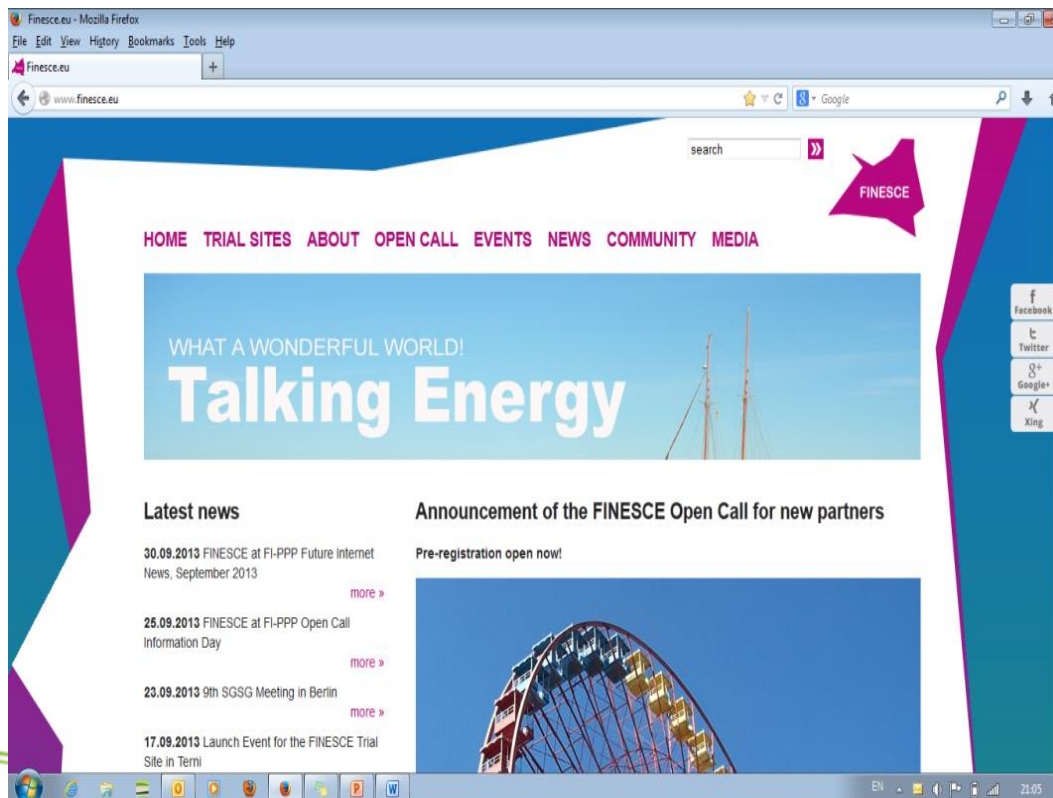 Finesce.eu - Mozilla Firefox
File Edit View History Bookmarks Tools Help
Finesce.eu
www.finesce.eu
Google
search
FINESCE
HOME TRIAL SITES ABOUT OPEN CALL EVENTS NEWS COMMUNITY MEDIA
f
Facebook
Twitter
g+
Google+
Xing
WHAT A WONDERFUL WORLD!
Talking Energy
Latest news
30.09.2013 FINESCE at FI-PPP Future Internet
News, September 2013
more »
25.09.2013 FINESCE at FI-PPP Open Call
Information Day
more »
23.09.2013 9th SGSG Meeting in Berlin
more »
17.09.2013 Launch Event for the FINESCE Trial
Site in Terni
Announcement of the FINESCE Open Call for new partners
Pre-registration open now!
EN
21:05